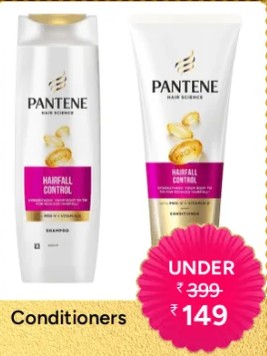 PANTENE
HAIR SCIENCE
HAIRFALL
CONTROL
SHAMPOO
PANTENE
HAIR SCIENCE
HAIRFALL
CONTROL
CONDITIONER
UNDER
₹ 399
₹ 149
Conditioners